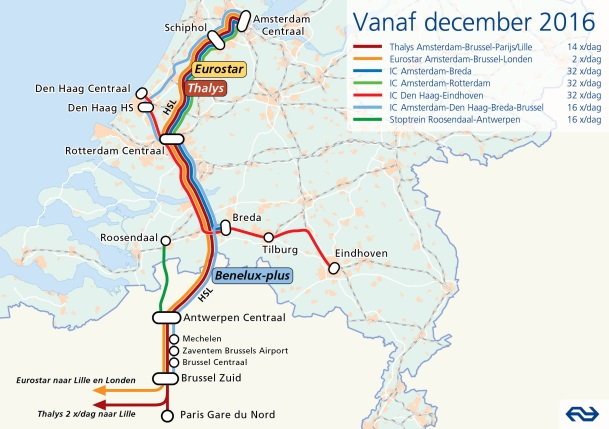 Vanaf december 2016
Thalys Amsterdam-Brussel-Parijs/Lille 14 x/dag
Eurostar Amsterdam-Brussel-Londen 2 x/dag
IC Amsterdam-Breda 32 x/dag
IC Amsterdam-Rotterdam 32 x/dag
IC Den Haag-Eindhoven 32 x/dag
IC Amsterdam-Den Haag-Breda-Brussel 16 x/dag
Stoptrein Roosendaal-Antwerpen 16 x/dag
Schiphol
Amsterdam
Centraal
Eurostar
Thalys
HSL
Den Haag Centraal
Den Haag HS
Rotterdam Centraal
Breda
Roosendaal
Tilburg
Eindhoven
Benelux-plus
HSL
Antwerpen Centraal
Mechelen
Zaventem Brussels Airport
Brussel Centraal
Brussel Zuid
Eurostar naar Lille en Londen
Thalys 2 x/dag naar Lille
Paris Gare du Nord